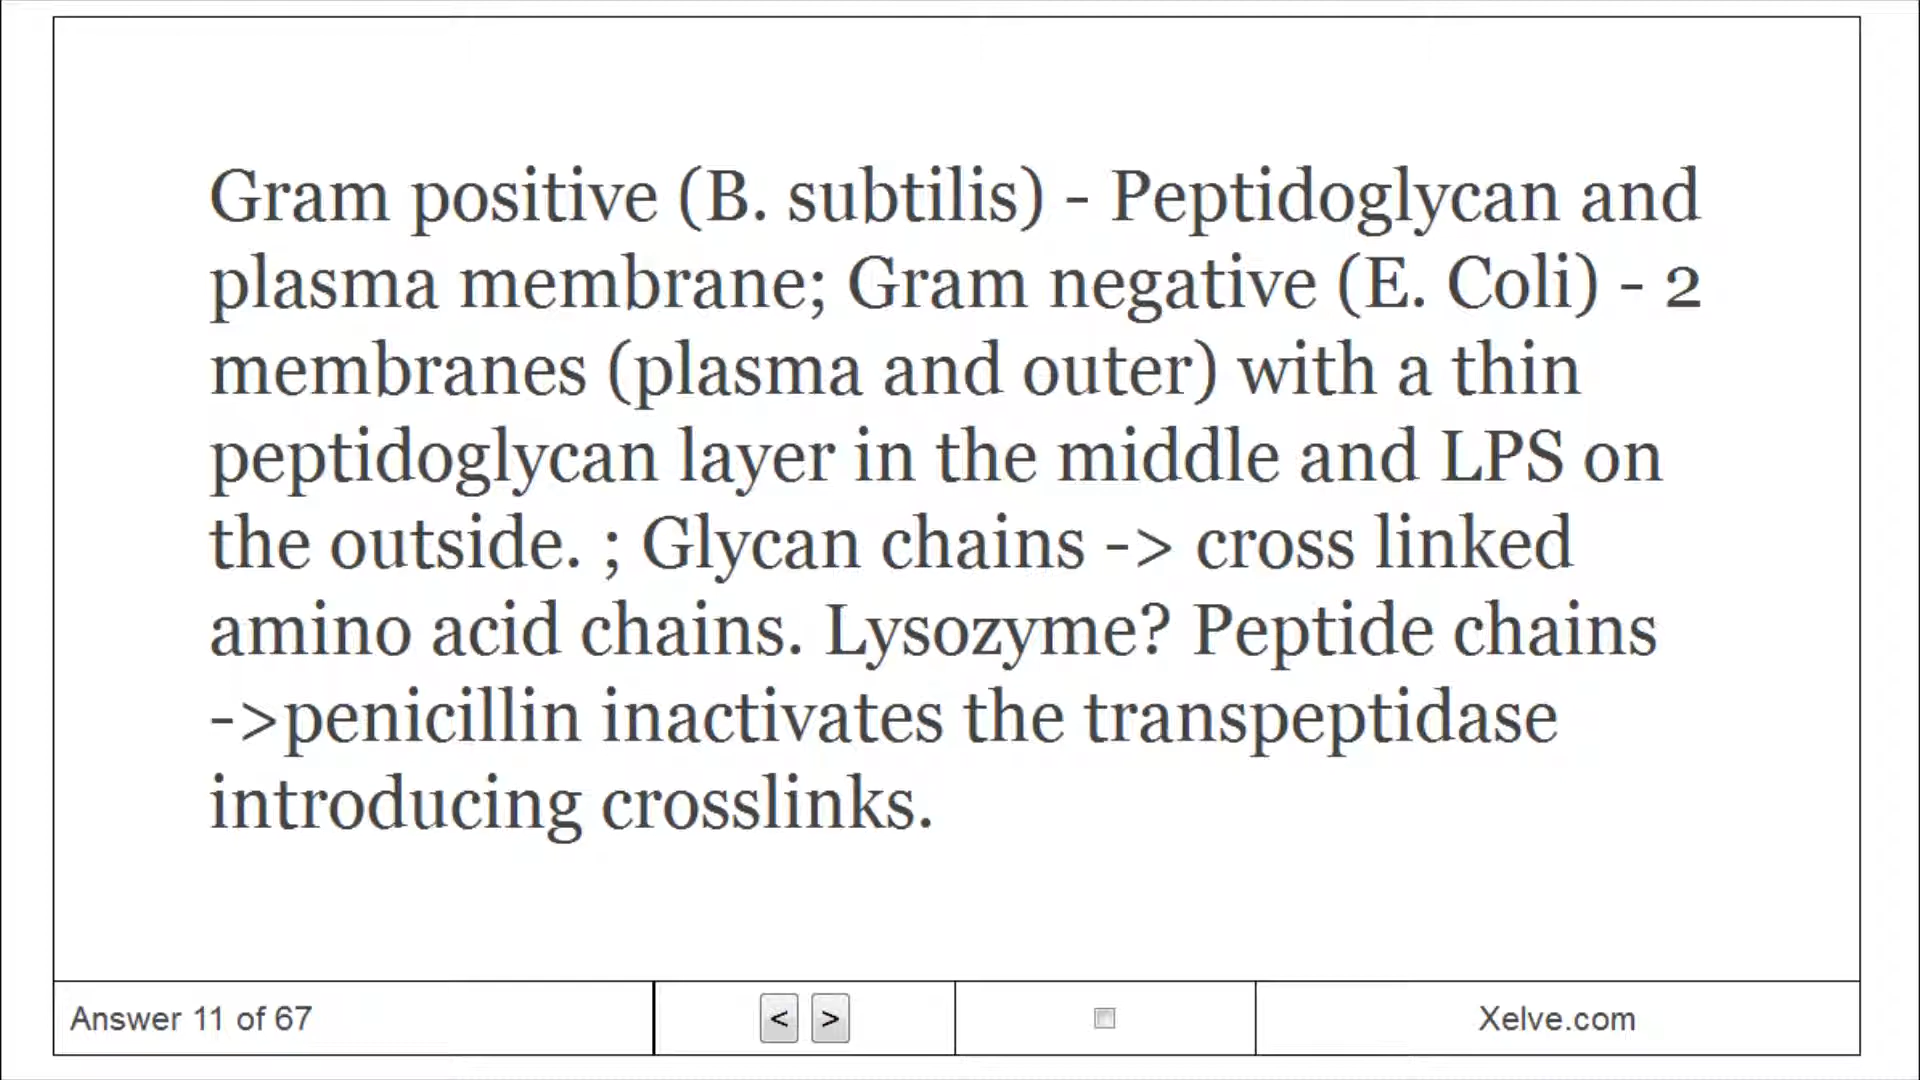 Gram positive (B. subtilis) - Peptidoglycan and
plasma membrane; Gram negative (E. Coli) - 2
membranes (plasma and outer) with a thin
peptidoglycan layer in the middle and LPS on
the outside. ; Glycan chains -> cross linked
amino acid chains. Lysozyme? Peptide chains
->penicillin inactivates the transpeptidase
introducing crosslinks.
Answer 11 of 67
< >
Xelve.com